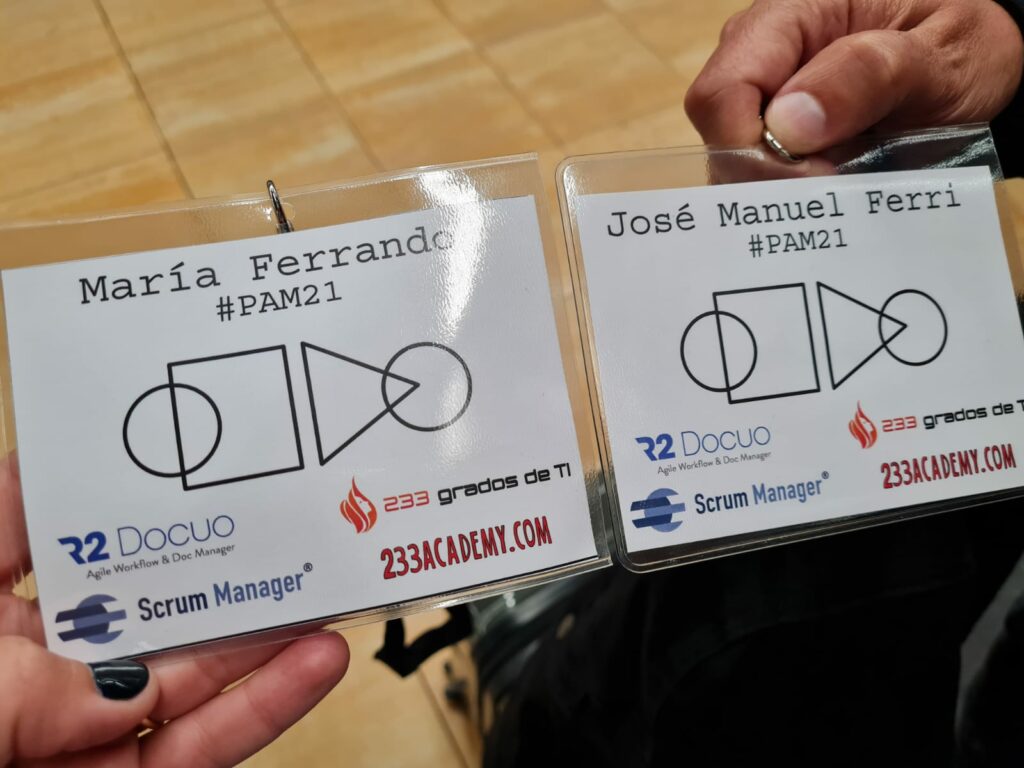 María Ferrando
#PAM21
R2 Docuo
Agile Workflow & Doc Manager
Scrum Manager®
233 grados de TI
233ACADEMY.COM
José Manuel Ferri
#PAM21
R2 Docuo
Agile Workflow & Doc Manager
Scrum Manager®
233 grados de TI
233ACADEMY.COM